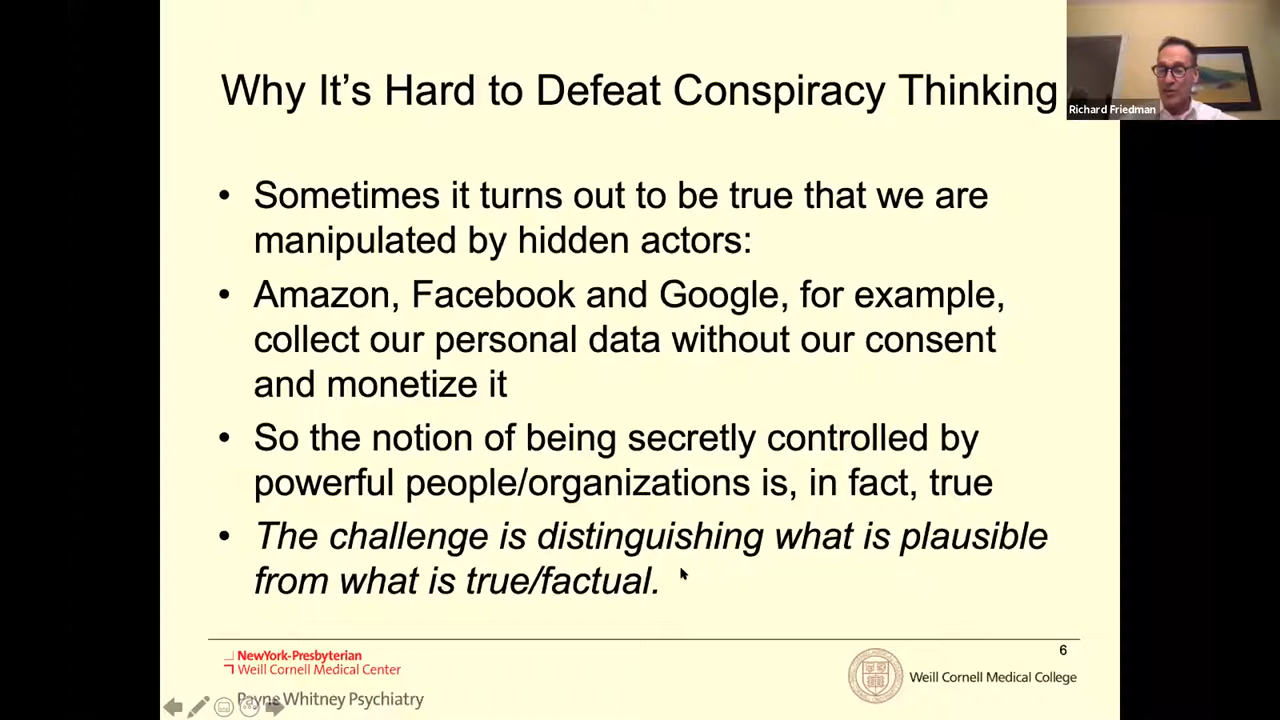 Why It's Hard to Defeat Conspiracy Thinking
Richard Friedman
• Sometimes it turns out to be true that we are
manipulated by hidden actors:
• Amazon, Facebook and Google, for example,
collect our personal data without our consent
and monetize it
• So the notion of being secretly controlled by
powerful people/organizations is, in fact, true
• The challenge is distinguishing what is plausible
from what is true/factual.
6
NewYork-Presbyterian
Weill Cornell Medical Center
Weill Cornell Medical College
Payne Whitney Psychiatry